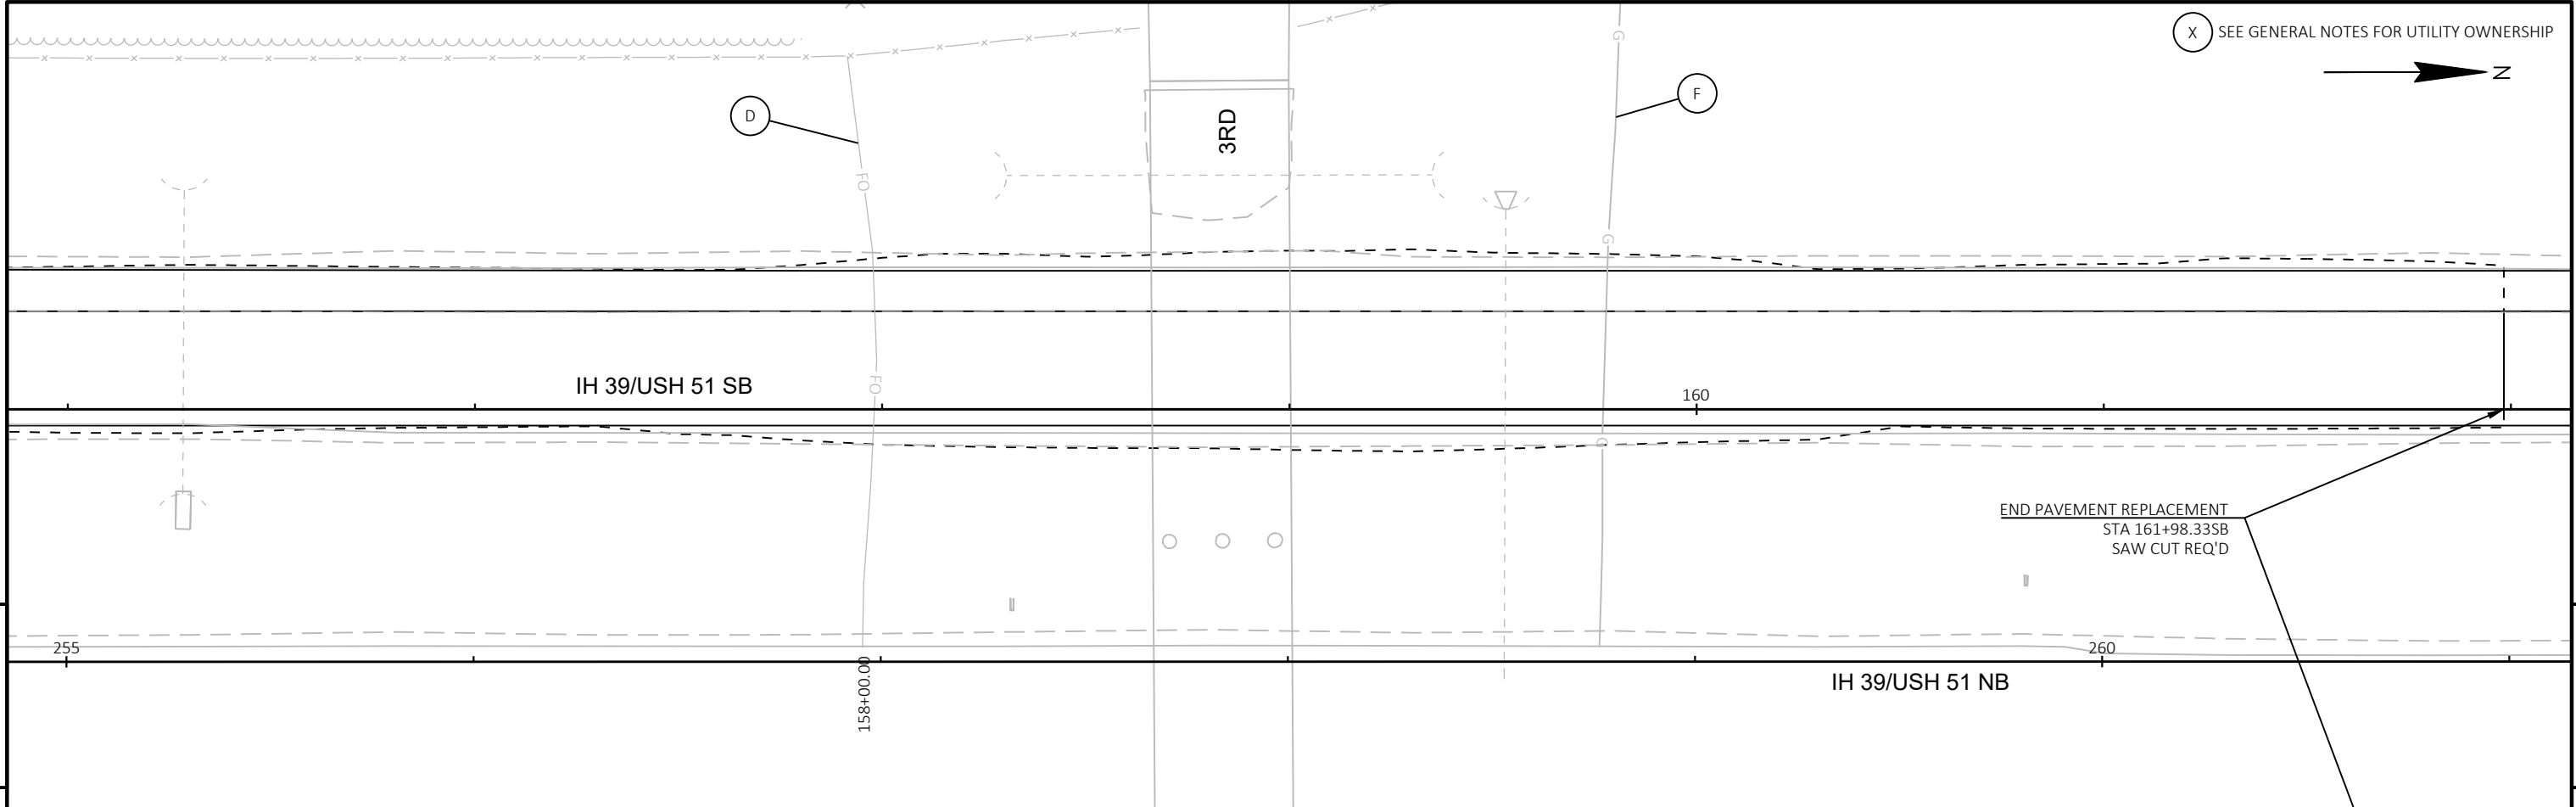 X SEE GENERAL NOTES FOR UTILITY OWNERSHIP
N
G
D
F
3RD
FO
G
IH 39/USH 51 SB
FO
160
G
END PAVEMENT REPLACEMENT
STA 161+98.33SB
SAW CUT REQ'D
255
260
158+00.00
IH 39/USH 51 NB